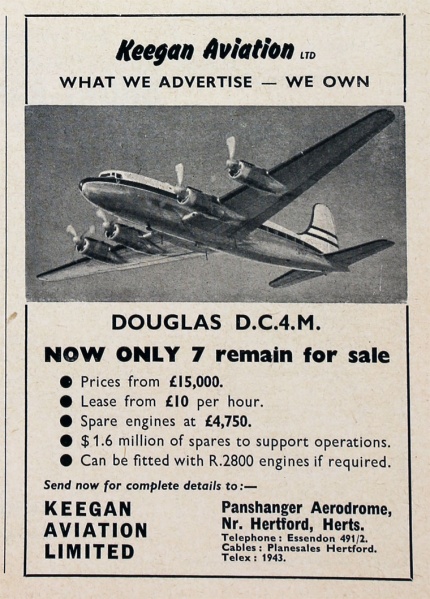 Keegan Aviation LTD
WHAT WE ADVERTISE — WE OWN
DOUGLAS D.C.4.M.
NOW ONLY 7 remain for sale
● Prices from £15,000.
● Lease from £10 per hour.
● Spare engines at £4,750.
● $1.6 million of spares to support operations.
● Can be fitted with R.2800 engines if required.
Send now for complete details to:—
KEEGAN
AVIATION
LIMITED
Panshanger Aerodrome,
Nr. Hertford, Herts.
Telephone: Essendon 491/2.
Cables: Planesales Hertford.
Telex: 1943.